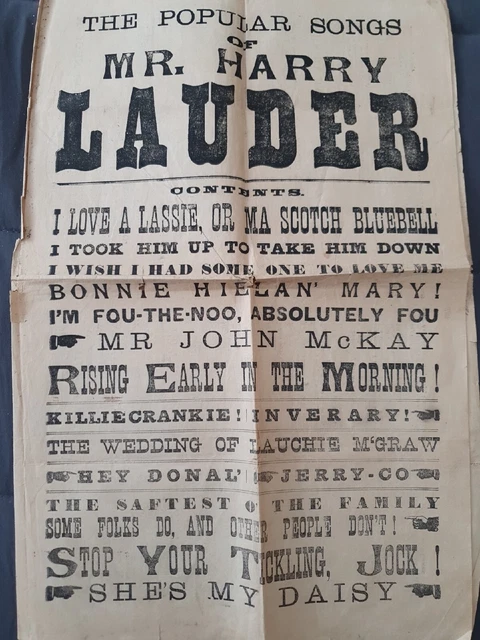 THE POPULAR SONGS
OF
MR. HARRY
LAUDER
CONTENTS.
I LOVE A LASSIE, OR MA SCOTCH BLUEBELL
I TOOK HIM UP TO TAKE HIM DOWN
I WISH I HAD SOME ONE TO LOVE ME
BONNIE HIELAN' MARY!
I'M FOU-THE-NOO, ABSOLUTELY FOU
MR JOHN McKAY
RISING EARLY IN THE MORNING!
KILLIECRANKIE! INVERARY!
THE WEDDING OF LAUCHIE McGRAW
HEY DONAL' JERRY-CO
THE SAFTEST O' THE FAMILY
SOME FOLKS DO, AND OTHER PEOPLE DON'T!
STOP YOUR TICKLING, JOCK!
SHE'S MY DAISY